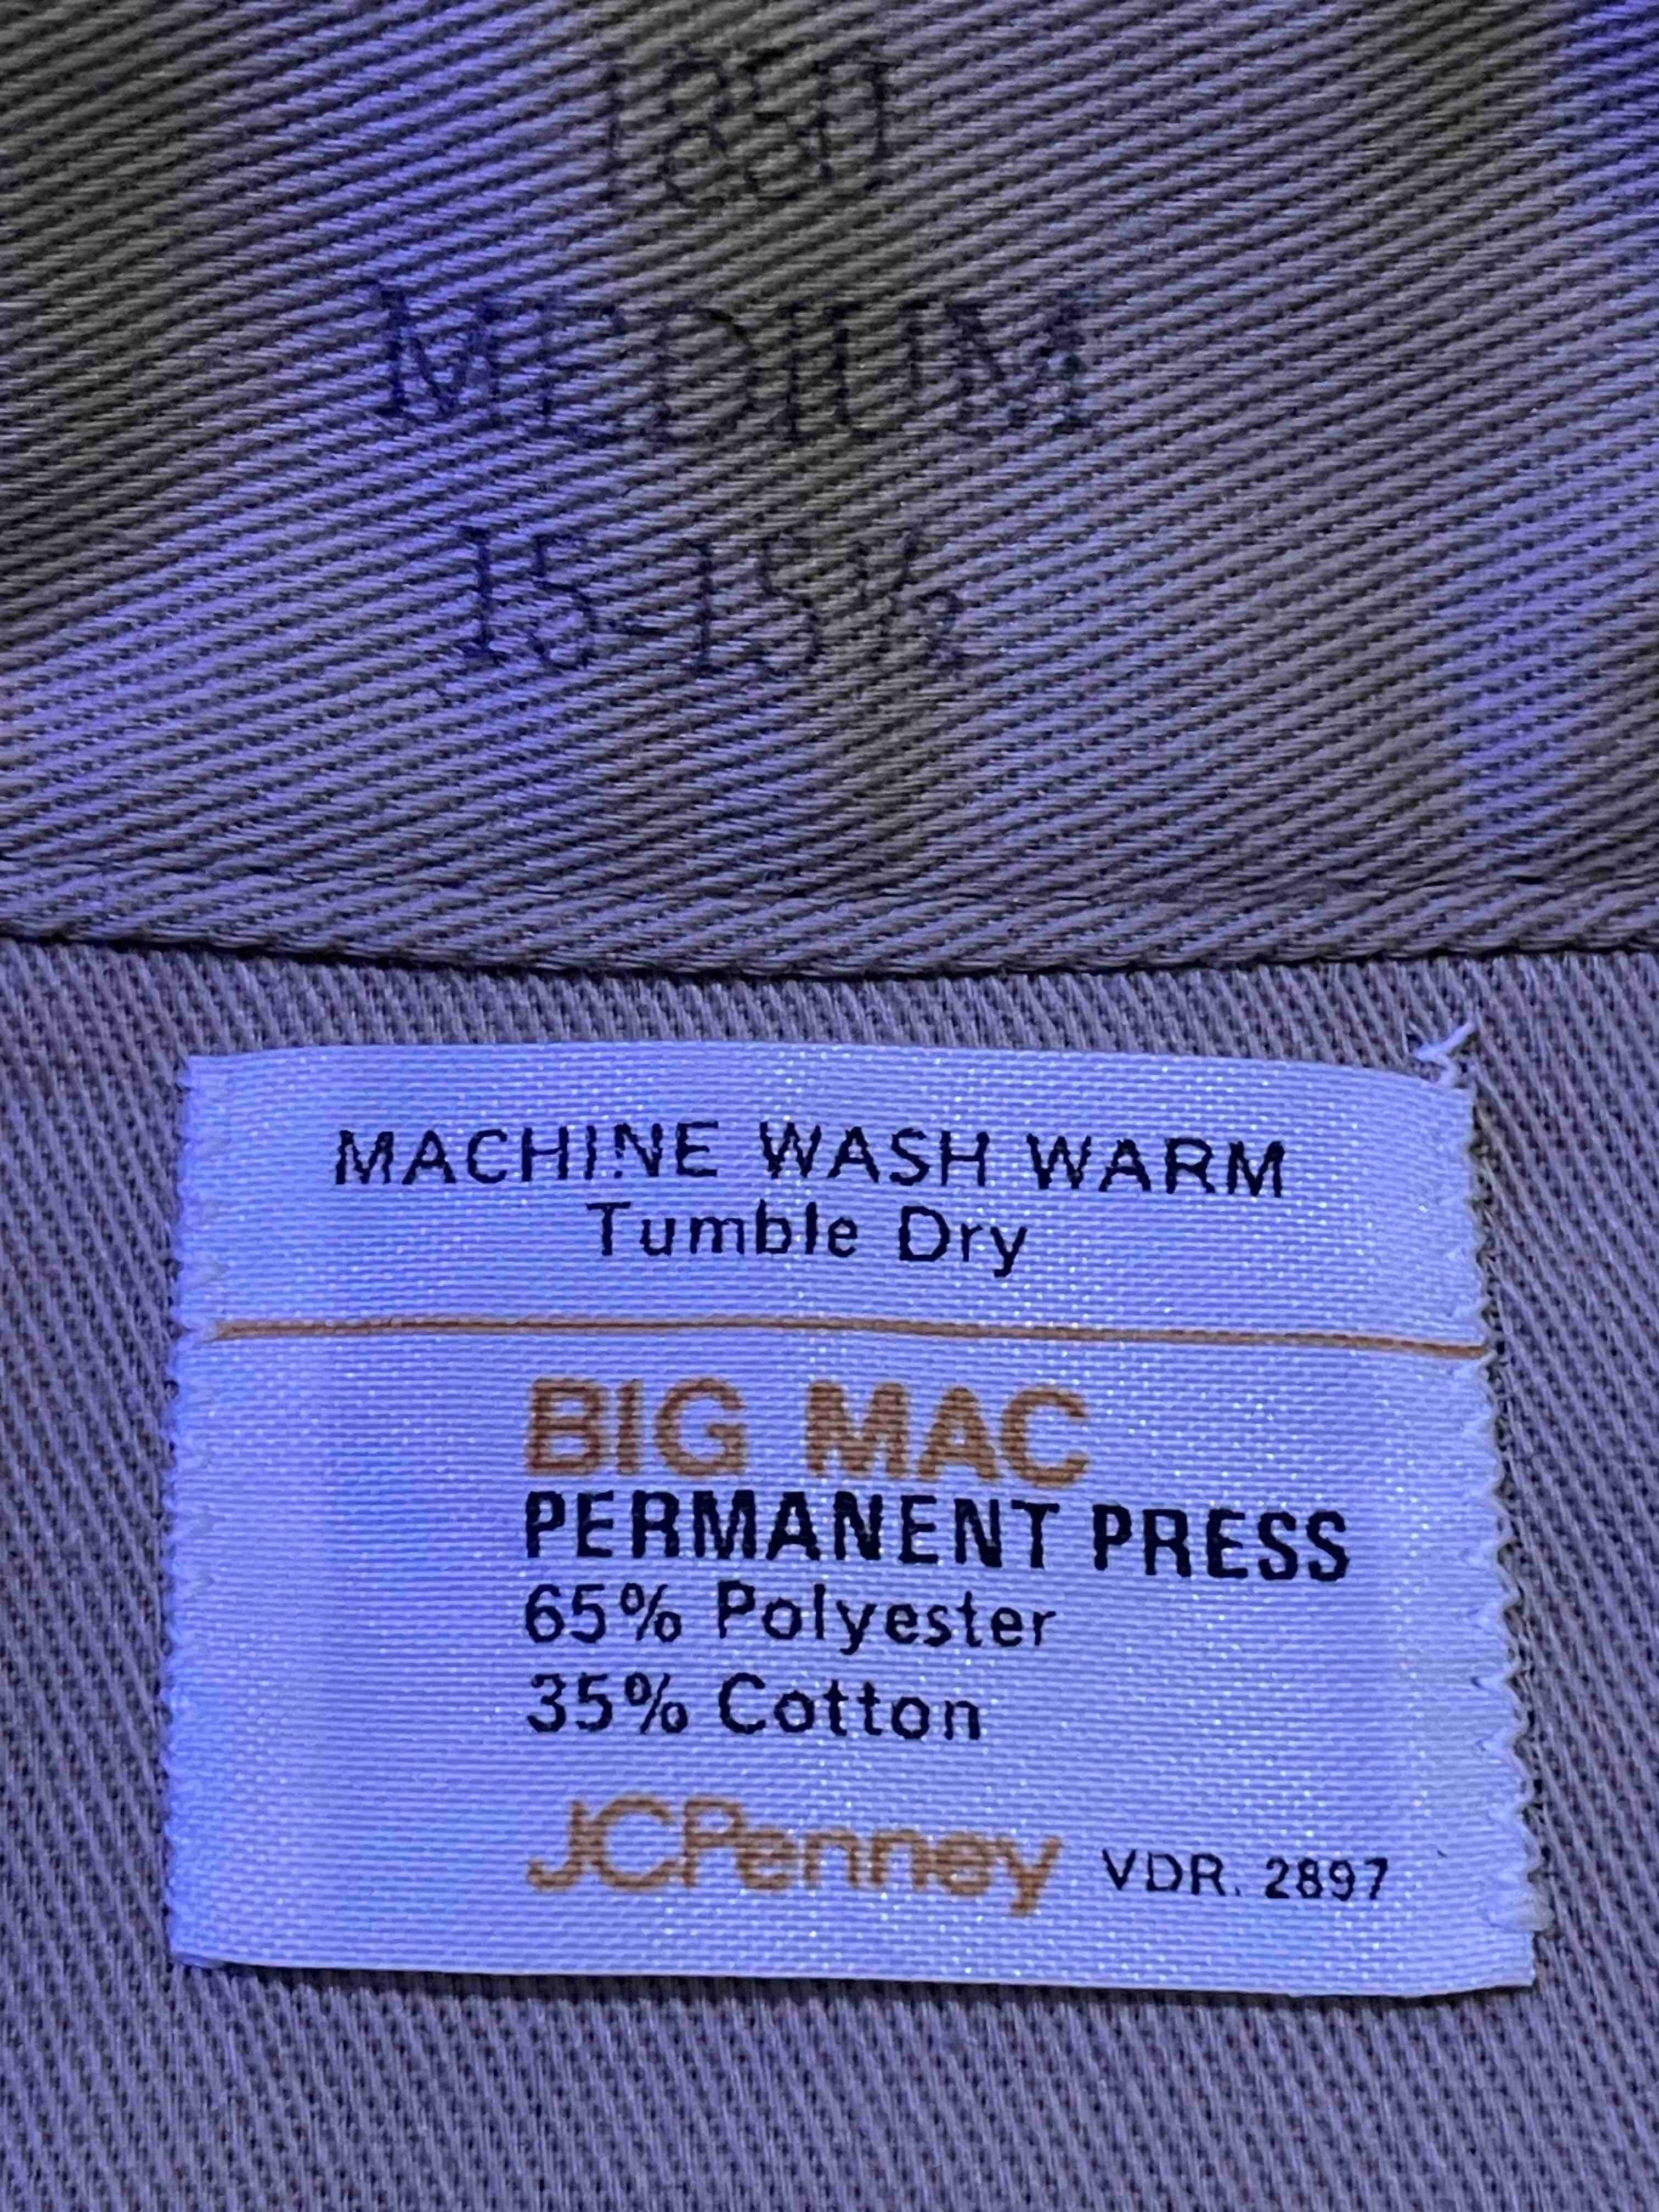 MEDIUM
15-15½
MACHINE WASH WARM
Tumble Dry
BIG MAC
PERMANENT PRESS
65% Polyester
35% Cotton
JCPenney VDR. 2897